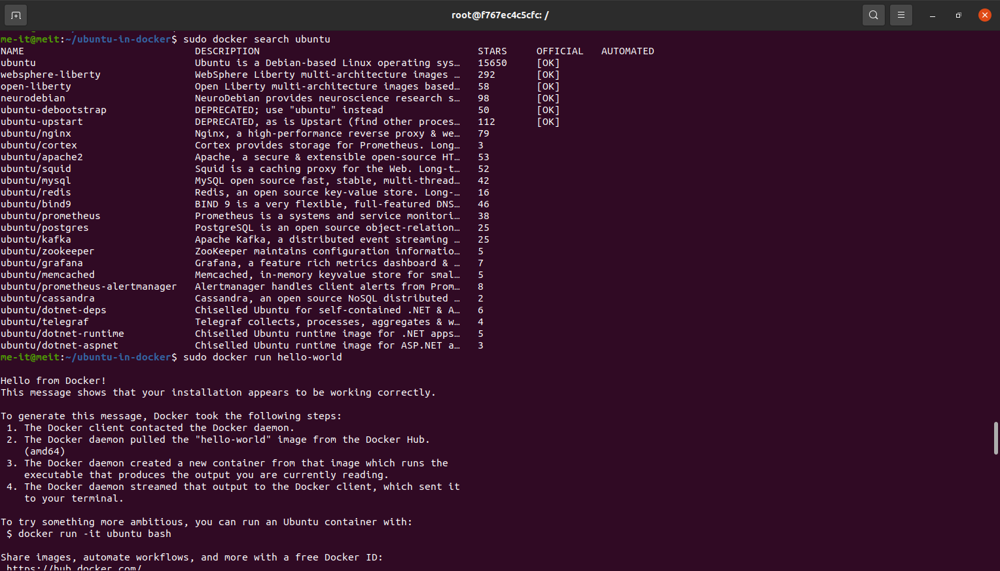 root@f767ec4c5cfc: /
me-it@meit:~/ubuntu-in-docker$ sudo docker search ubuntu
NAME DESCRIPTION STARS OFFICIAL AUTOMATED
ubuntu Ubuntu is a Debian-based Linux operating sys… 15650 [OK]
websphere-liberty WebSphere Liberty multi-architecture images … 292 [OK]
open-liberty Open Liberty multi-architecture images based… 58 [OK]
neurodebian NeuroDebian provides neuroscience research s… 98 [OK]
ubuntu-debootstrap DEPRECATED; use "ubuntu" instead 50 [OK]
ubuntu-upstart DEPRECATED, as is Upstart (find other proces… 112 [OK]
ubuntu/nginx Nginx, a high-performance reverse proxy & we… 79
ubuntu/cortex Cortex provides storage for Prometheus. Long… 3
ubuntu/apache2 Apache, a secure & extensible open-source HT… 53
ubuntu/squid Squid is a caching proxy for the Web. Long-t… 52
ubuntu/mysql MySQL open source fast, stable, multi-thread… 42
ubuntu/redis Redis, an open source key-value store. Long-… 16
ubuntu/bind9 BIND 9 is a very flexible, full-featured DNS… 46
ubuntu/prometheus Prometheus is a systems and service monitori… 38
ubuntu/postgres PostgreSQL is an open source object-relation… 25
ubuntu/kafka Apache Kafka, a distributed event streaming … 25
ubuntu/zookeeper ZooKeeper maintains configuration informatio… 5
ubuntu/grafana Grafana, a feature rich metrics dashboard & … 7
ubuntu/memcached Memcached, in-memory keyvalue store for smal… 5
ubuntu/prometheus-alertmanager Alertmanager handles client alerts from Prom… 8
ubuntu/cassandra Cassandra, an open source NoSQL distributed … 2
ubuntu/dotnet-deps Chiselled Ubuntu for self-contained .NET & A… 6
ubuntu/telegraf Telegraf collects, processes, aggregates & w… 4
ubuntu/dotnet-runtime Chiselled Ubuntu runtime image for .NET apps… 5
ubuntu/dotnet-aspnet Chiselled Ubuntu runtime image for ASP.NET a… 3
me-it@meit:~/ubuntu-in-docker$ sudo docker run hello-world
Hello from Docker!
This message shows that your installation appears to be working correctly.
To generate this message, Docker took the following steps:
1. The Docker client contacted the Docker daemon.
2. The Docker daemon pulled the "hello-world" image from the Docker Hub.
(amd64)
3. The Docker daemon created a new container from that image which runs the
executable that produces the output you are currently reading.
4. The Docker daemon streamed that output to the Docker client, which sent it
to your terminal.
To try something more ambitious, you can run an Ubuntu container with:
$ docker run -it ubuntu bash
Share images, automate workflows, and more with a free Docker ID:
https://hub.docker.com/